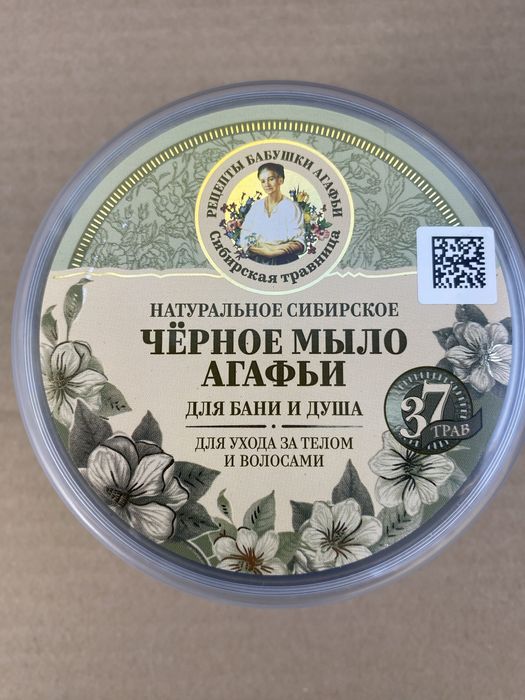 РЕЦЕПТЫ БАБУШКИ АГАФЬИ
Сибирская травница
НАТУРАЛЬНОЕ СИБИРСКОЕ
ЧЁРНОЕ МЫЛО
АГАФЬИ
ДЛЯ БАНИ И ДУША
ДЛЯ УХОДА ЗА ТЕЛОМ
И ВОЛОСАМИ
37
ТРАВ